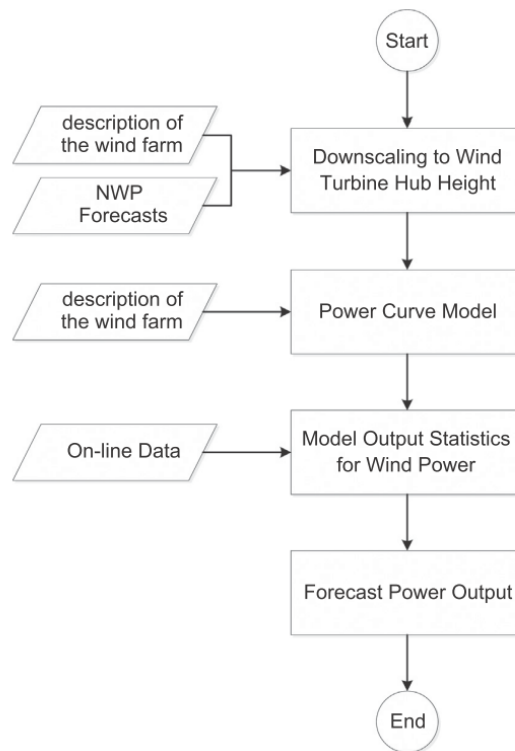 Start
description of
the wind farm
NWP
Forecasts
Downscaling to Wind
Turbine Hub Height
description of
the wind farm
Power Curve Model
On-line Data
Model Output Statistics
for Wind Power
Forecast Power Output
End